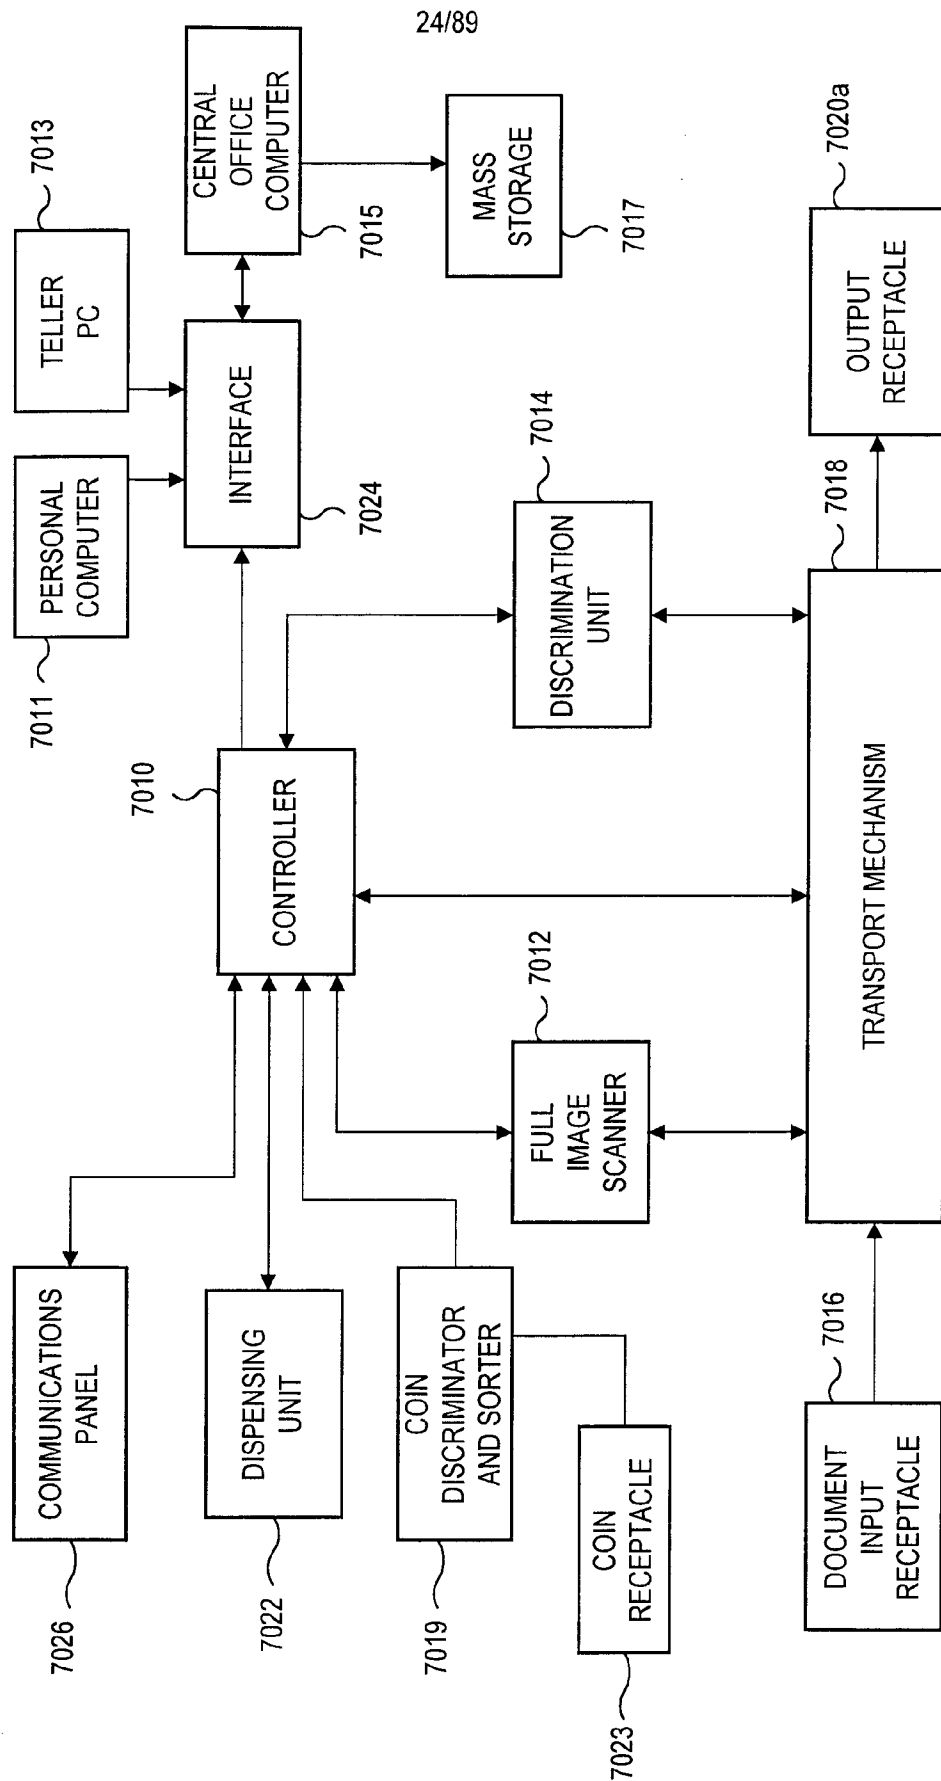 24/89
7026
COMMUNICATIONS
PANEL
7022
DISPENSING
UNIT
7019
COIN
DISCRIMINATOR
AND SORTER
7023
COIN
RECEPTACLE
7016
DOCUMENT
INPUT
RECEPTACLE
7012
FULL
IMAGE
SCANNER
7010
CONTROLLER
7014
DISCRIMINATION
UNIT
7018
TRANSPORT MECHANISM
7011
PERSONAL
COMPUTER
7013
TELLER
PC
7024
INTERFACE
7015
CENTRAL
OFFICE
COMPUTER
7017
MASS
STORAGE
7020a
OUTPUT
RECEPTACLE